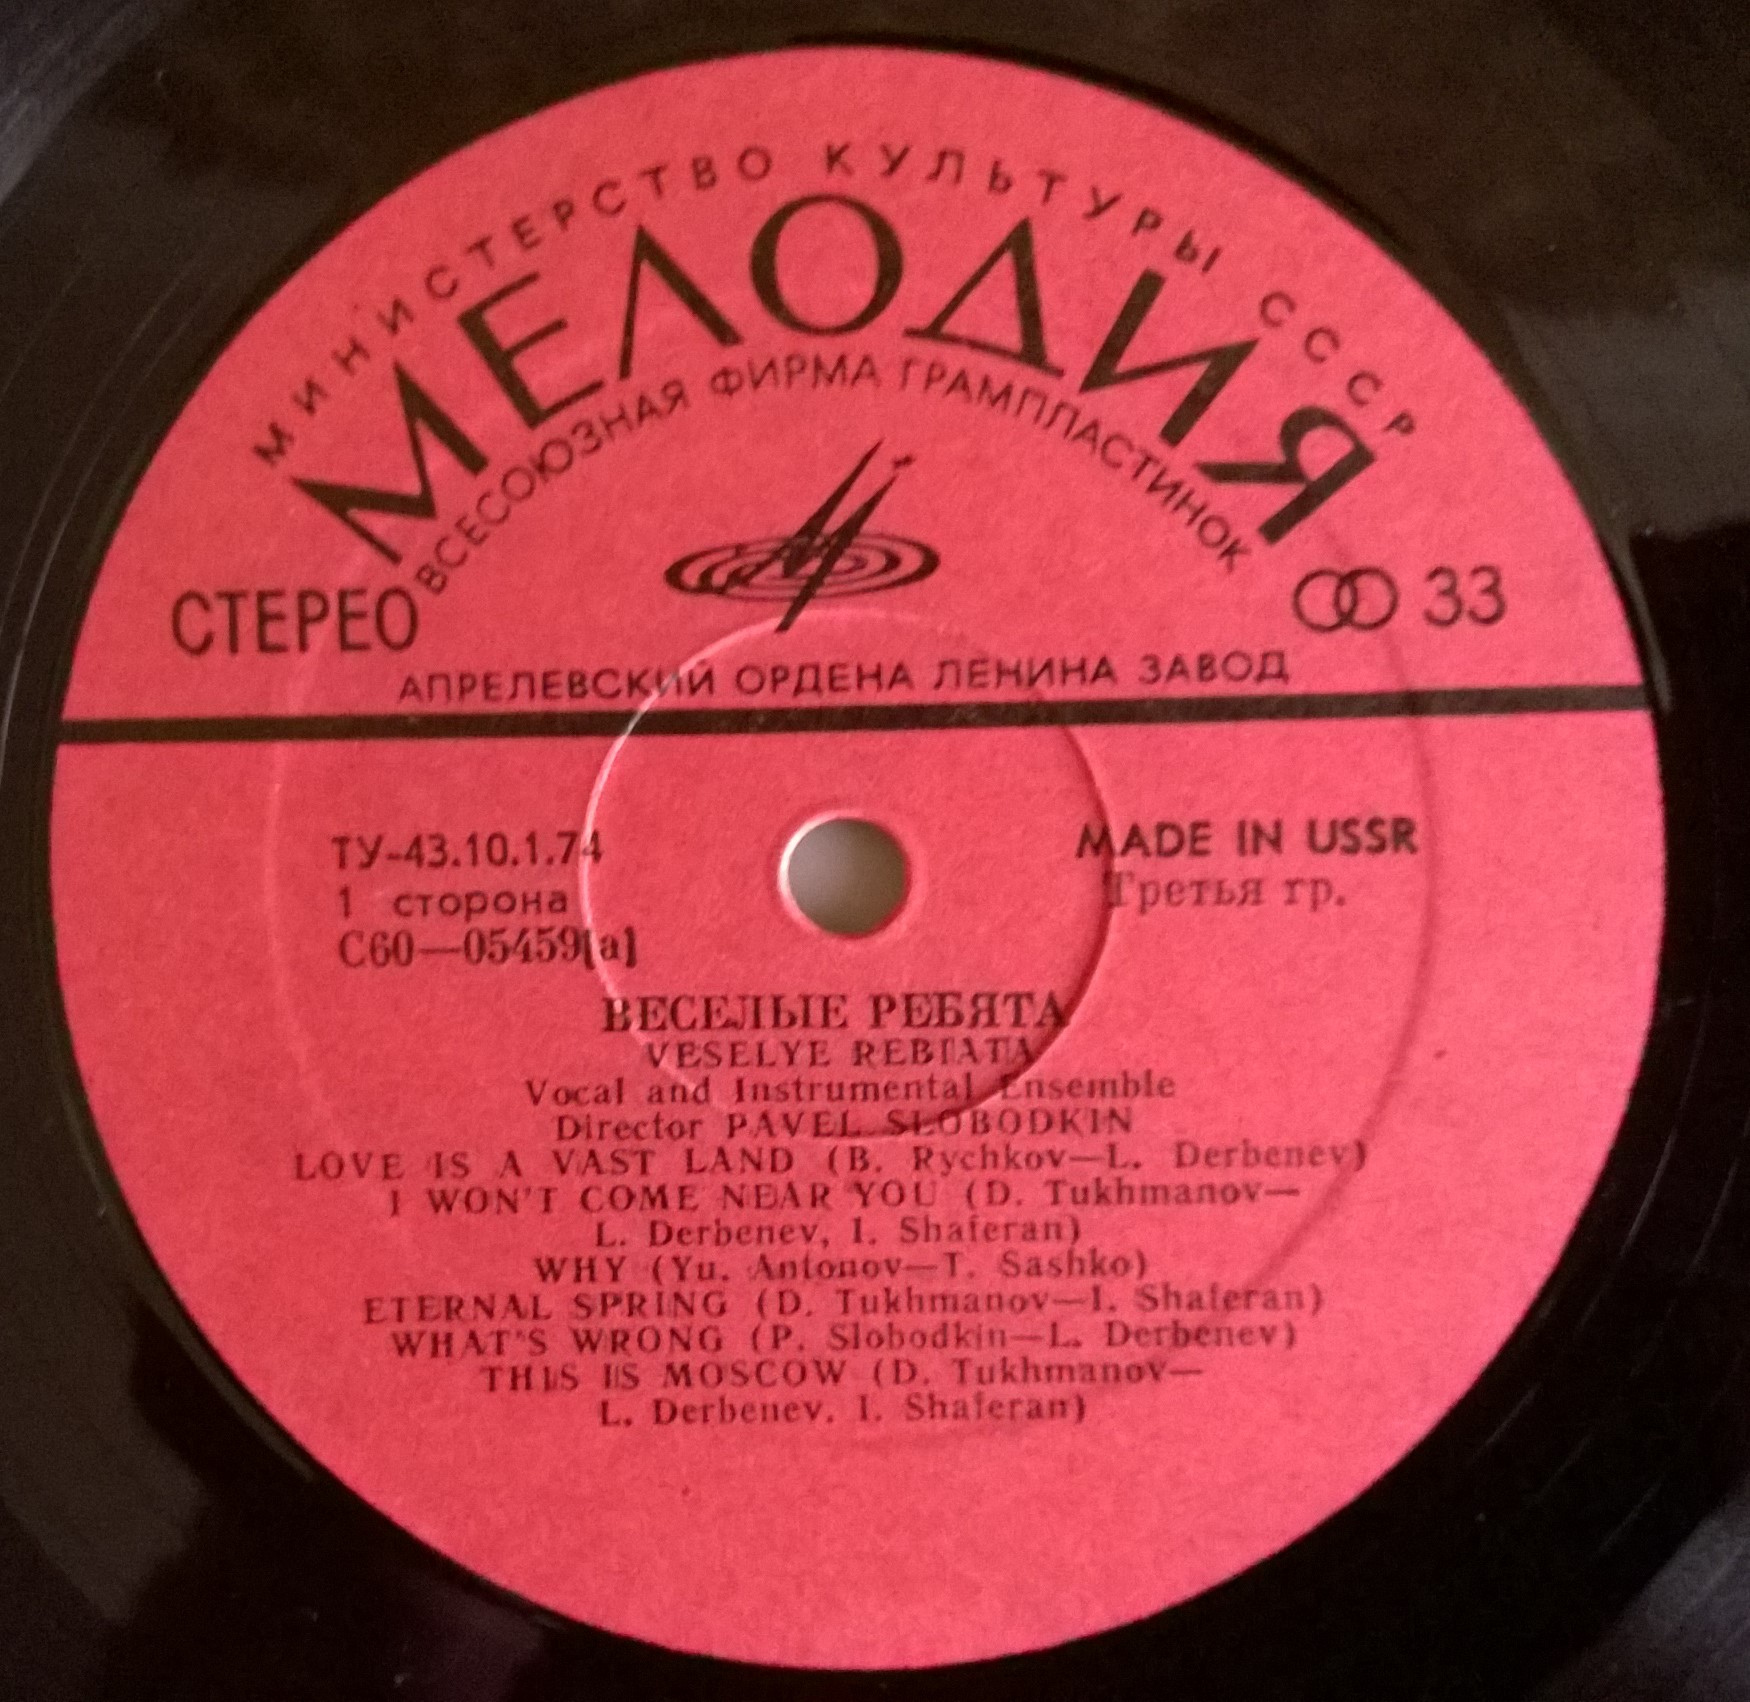 МИНИСТЕРСТВО КУЛЬТУРЫ СССР
МЕЛОДИЯ
ВСЕСОЮЗНАЯ ФИРМА ГРАМПЛАСТИНОК
СТЕРЕО
33
АПРЕЛЕВСКИЙ ОРДЕНА ЛЕНИНА ЗАВОД
ТУ-43.10.1.74
MADE IN USSR
1 сторона
Третья гр.
С60—05459[a]
ВЕСЕЛЫЕ РЕБЯТА
VESELYE REBIATA
Vocal and Instrumental Ensemble
Director PAVEL SLOBODKIN
LOVE IS A VAST LAND (B. Rychkov—L. Derbenev)
I WON'T COME NEAR YOU (D. Tukhmanov—
L. Derbenev, I. Shaferan)
WHY (Yu. Antonov—T. Sashko)
ETERNAL SPRING (D. Tukhmanov—I. Shaferan)
WHAT'S WRONG (P. Slobodkin—L. Derbenev)
THIS IS MOSCOW (D. Tukhmanov—
L. Derbenev, I. Shaferan)